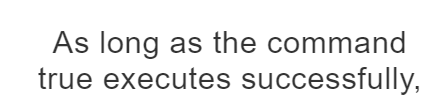 As long as the command
true executes successfully,